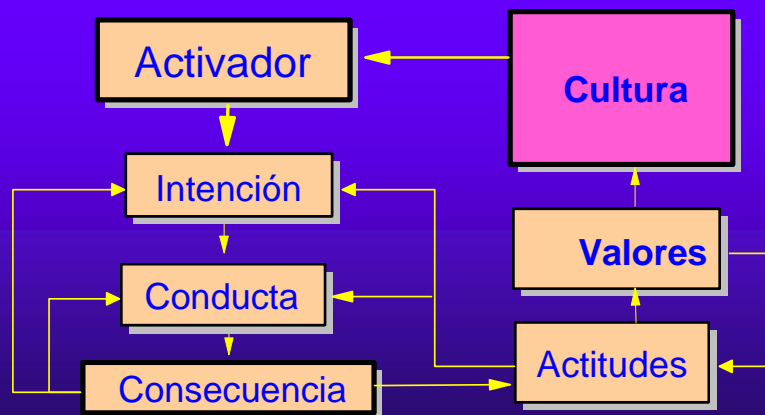 Activador
Cultura
Intención
Valores
Conducta
Actitudes
Consecuencia